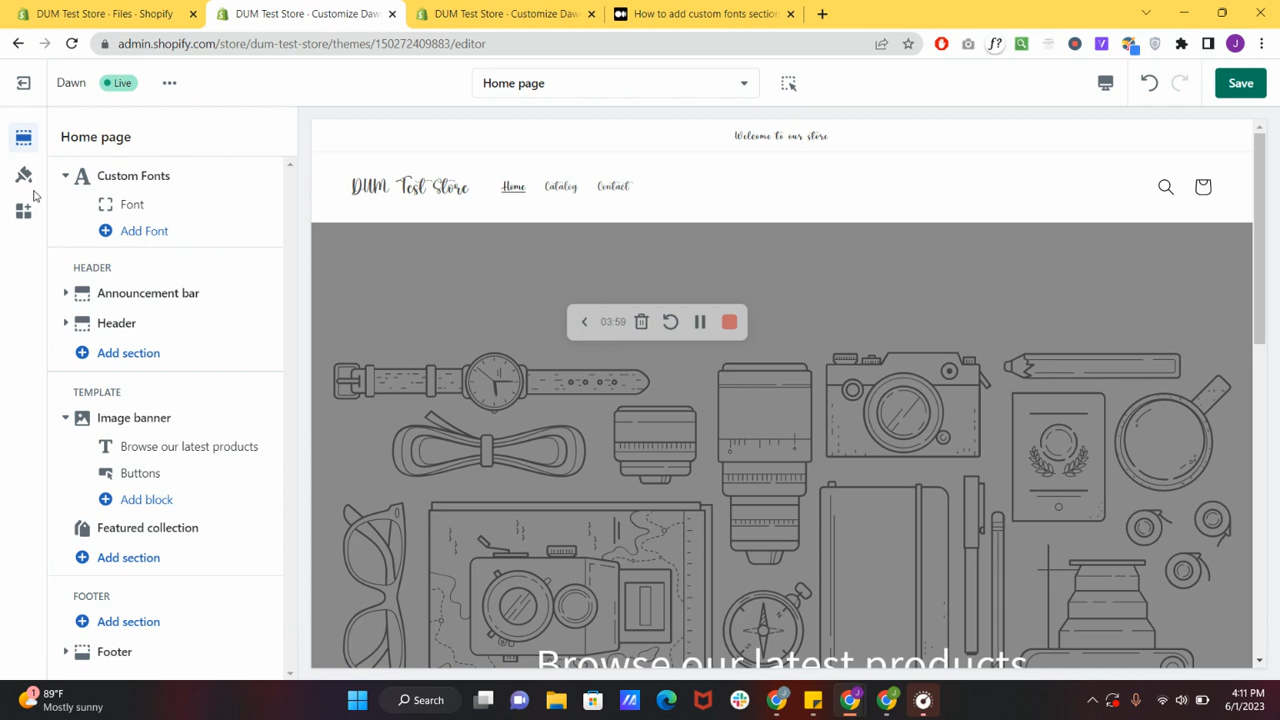 DUM Test Store · Files · Shopify
DUM Test Store · Customize Daw
DUM Test Store · Customize Daw
How to add custom fonts section
admin.shopify.com/store/dum-test-store/themes/150272409883/editor
Dawn
Live
Home page
Save
Home page
Custom Fonts
Font
Add Font
HEADER
Announcement bar
Header
Add section
TEMPLATE
Image banner
Browse our latest products
Buttons
Add block
Featured collection
Add section
FOOTER
Add section
Footer
Welcome to our store
DUM Test Store
Home
Catalog
Contact
03:59
Browse our latest products
89°F
Mostly sunny
Search
4:11 PM
6/1/2023